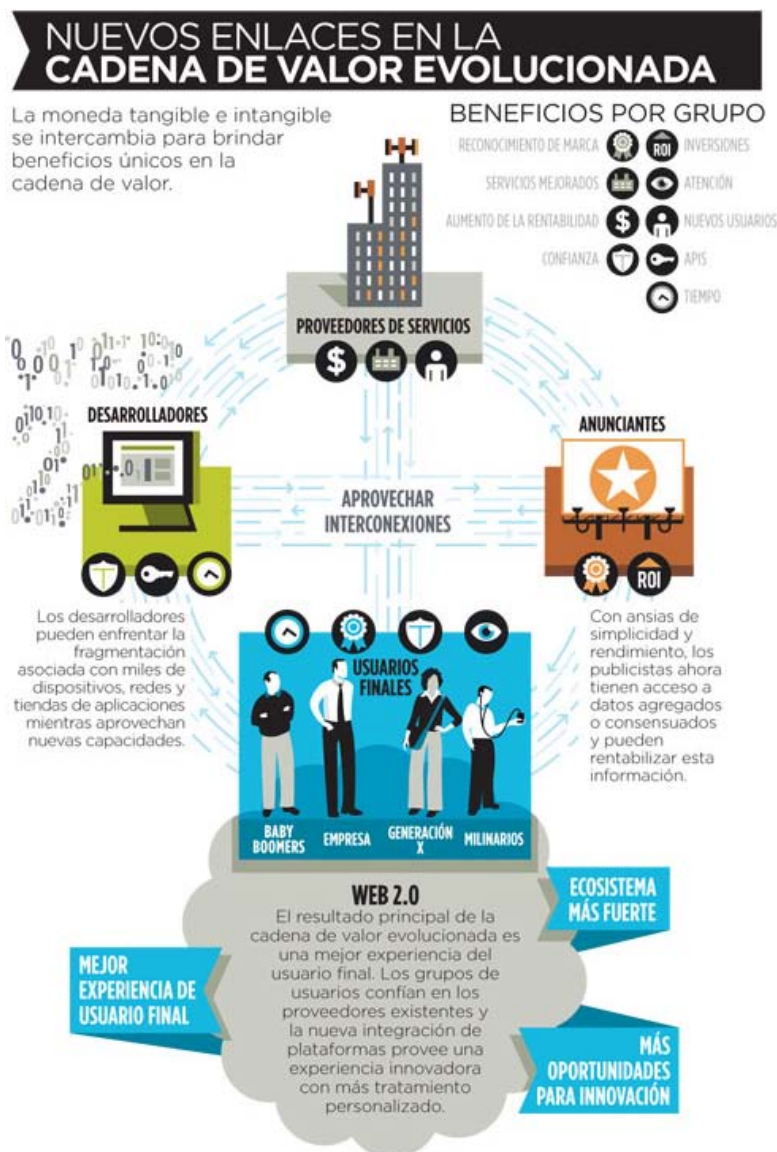 NUEVOS ENLACES EN LA
CADENA DE VALOR EVOLUCIONADA
La moneda tangible e intangible
se intercambia para brindar
beneficios únicos en la
cadena de valor.
BENEFICIOS POR GRUPO
RECONOCIMIENTO DE MARCA
ROI INVERSIONES
SERVICIOS MEJORADOS
ATENCIÓN
AUMENTO DE LA RENTABILIDAD
$
NUEVOS USUARIOS
CONFIANZA
APIS
TIEMPO
PROVEEDORES DE SERVICIOS
$
DESARROLLADORES
ANUNCIANTES
APROVECHAR
INTERCONEXIONES
ROI
Los desarrolladores
pueden enfrentar la
fragmentación
asociada con miles de
dispositivos, redes y
tiendas de aplicaciones
mientras aprovechan
nuevas capacidades.
Con ansias de
simplicidad y
rendimiento, los
publicistas ahora
tienen acceso a
datos agregados
o consensuados
y pueden
rentabilizar esta
información.
USUARIOS
FINALES
BABY
BOOMERS
EMPRESA
GENERACIÓN
X
MILINARIOS
WEB 2.0
El resultado principal de la
cadena de valor evolucionada es
una mejor experiencia del
usuario final. Los grupos de
usuarios confían en los
proveedores existentes y
la nueva integración de
plataformas provee una
experiencia innovadora
con más tratamiento
personalizado.
ECOSISTEMA
MÁS FUERTE
MEJOR
EXPERIENCIA DE
USUARIO FINAL
MÁS
OPORTUNIDADES
PARA INNOVACIÓN